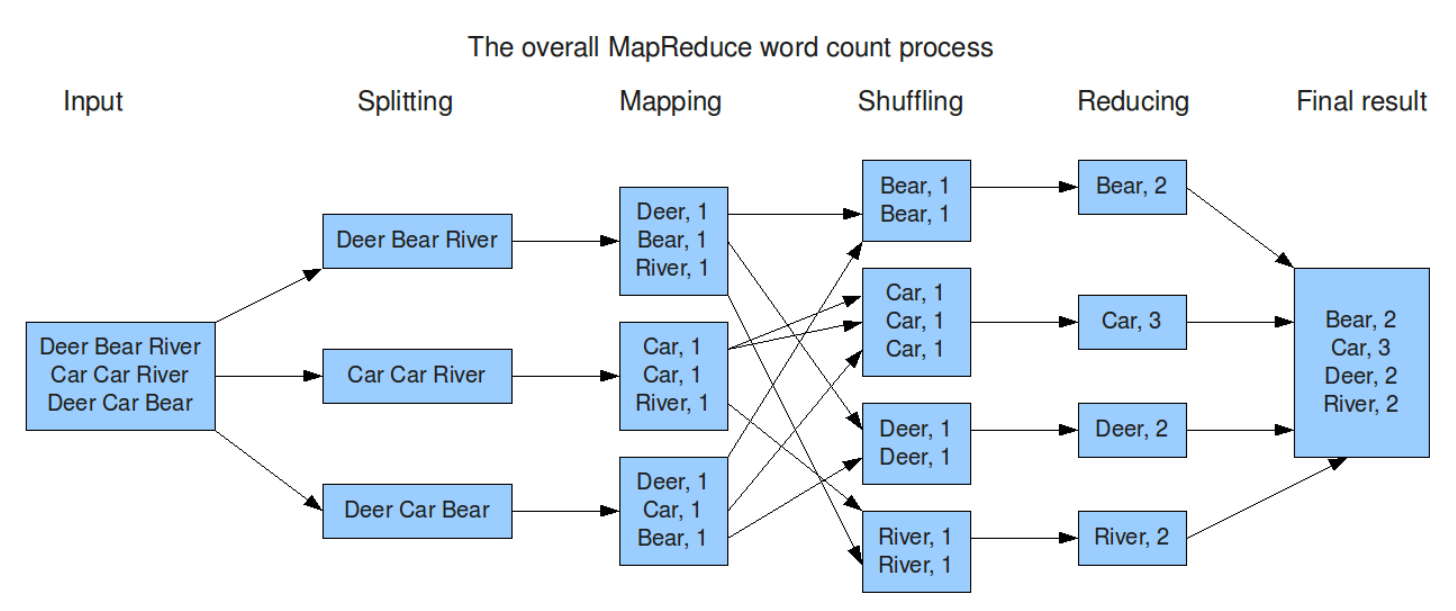 The overall MapReduce word count process
Input
Splitting
Mapping
Shuffling
Reducing
Final result
Deer Bear River
Car Car River
Deer Car Bear
Deer Bear River
Car Car River
Deer Car Bear
Deer, 1
Bear, 1
River, 1
Car, 1
Car, 1
River, 1
Deer, 1
Car, 1
Bear, 1
Bear, 1
Bear, 1
Car, 1
Car, 1
Car, 1
Deer, 1
Deer, 1
River, 1
River, 1
Bear, 2
Car, 3
Deer, 2
River, 2
Bear, 2
Car, 3
Deer, 2
River, 2